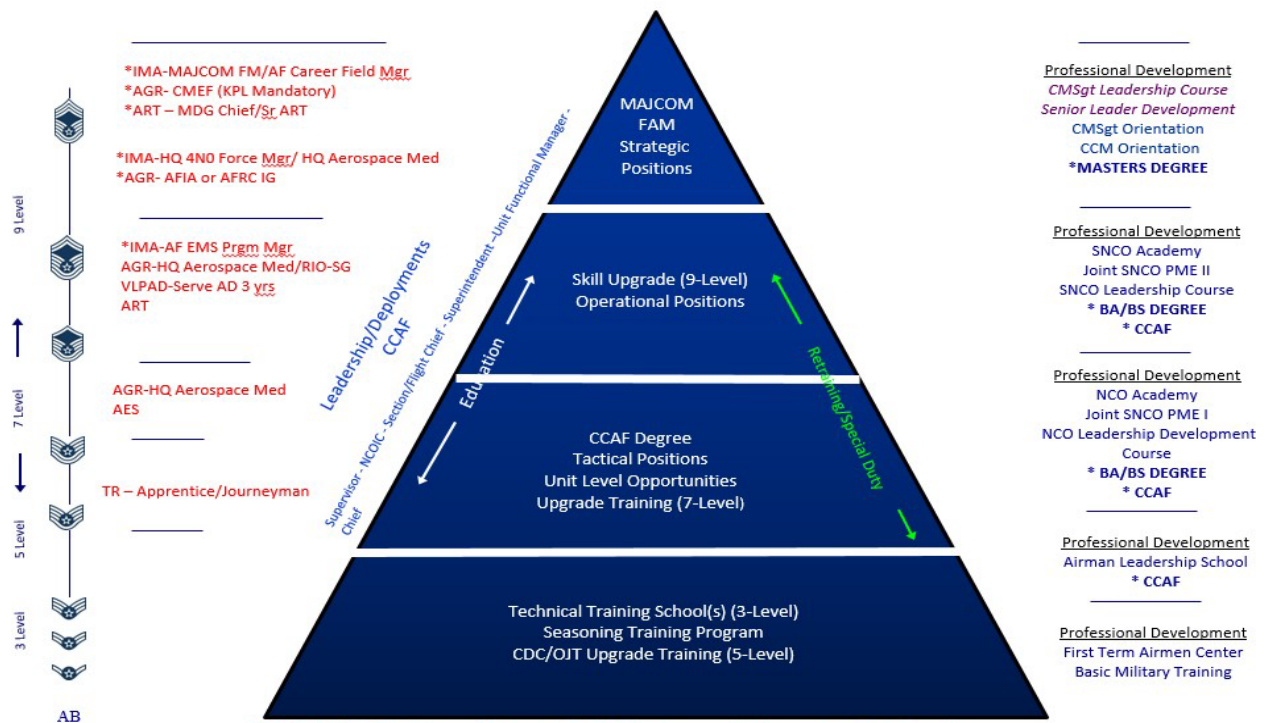 *IMA-MAJCOM FM/AF Career Field Mgr
*AGR- CMEF (KPL Mandatory)
*ART – MDG Chief/Sr ART
*IMA-HQ 4N0 Force Mgr/ HQ Aerospace Med
*AGR- AFIA or AFRC IG
*IMA-AF EMS Prgm Mgr
AGR-HQ Aerospace Med/RIO-SG
VLPAD-Serve AD 3 yrs
ART
AGR-HQ Aerospace Med
AES
TR – Apprentice/Journeyman
9 Level
7 Level
5 Level
3 Level
AB
Leadership/Deployments
CCAF
Supervisor - NCOIC - Section/Flight Chief - Superintendent –Unit Functional Manager -
Chief
MAJCOM
FAM
Strategic
Positions
Skill Upgrade (9-Level)
Operational Positions
Education
Retraining/Special Duty
CCAF Degree
Tactical Positions
Unit Level Opportunities
Upgrade Training (7-Level)
Technical Training School(s) (3-Level)
Seasoning Training Program
CDC/OJT Upgrade Training (5-Level)
Professional Development
CMSgt Leadership Course
Senior Leader Development
CMSgt Orientation
CCM Orientation
*MASTERS DEGREE
Professional Development
SNCO Academy
Joint SNCO PME II
SNCO Leadership Course
* BA/BS DEGREE
* CCAF
Professional Development
NCO Academy
Joint SNCO PME I
NCO Leadership Development
Course
* BA/BS DEGREE
* CCAF
Professional Development
Airman Leadership School
* CCAF
Professional Development
First Term Airmen Center
Basic Military Training